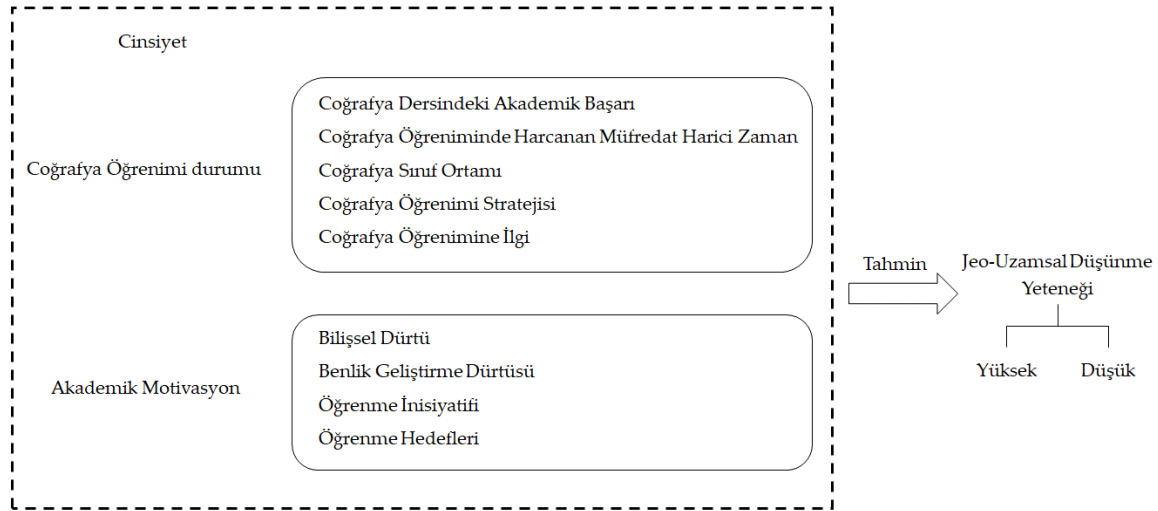 Cinsiyet
Coğrafya Öğrenimi durumu
Coğrafya Dersindeki Akademik Başarı
Coğrafya Öğreniminde Harcanan Müfredat Harici Zaman
Coğrafya Sınıf Ortamı
Coğrafya Öğrenimi Stratejisi
Coğrafya Öğrenimine İlgi
Akademik Motivasyon
Bilişsel Dürtü
Benlik Geliştirme Dürtüsü
Öğrenme İnisiyatifi
Öğrenme Hedefleri
Tahmin
Jeo-Uzamsal Düşünme
Yeteneği
Yüksek
Düşük